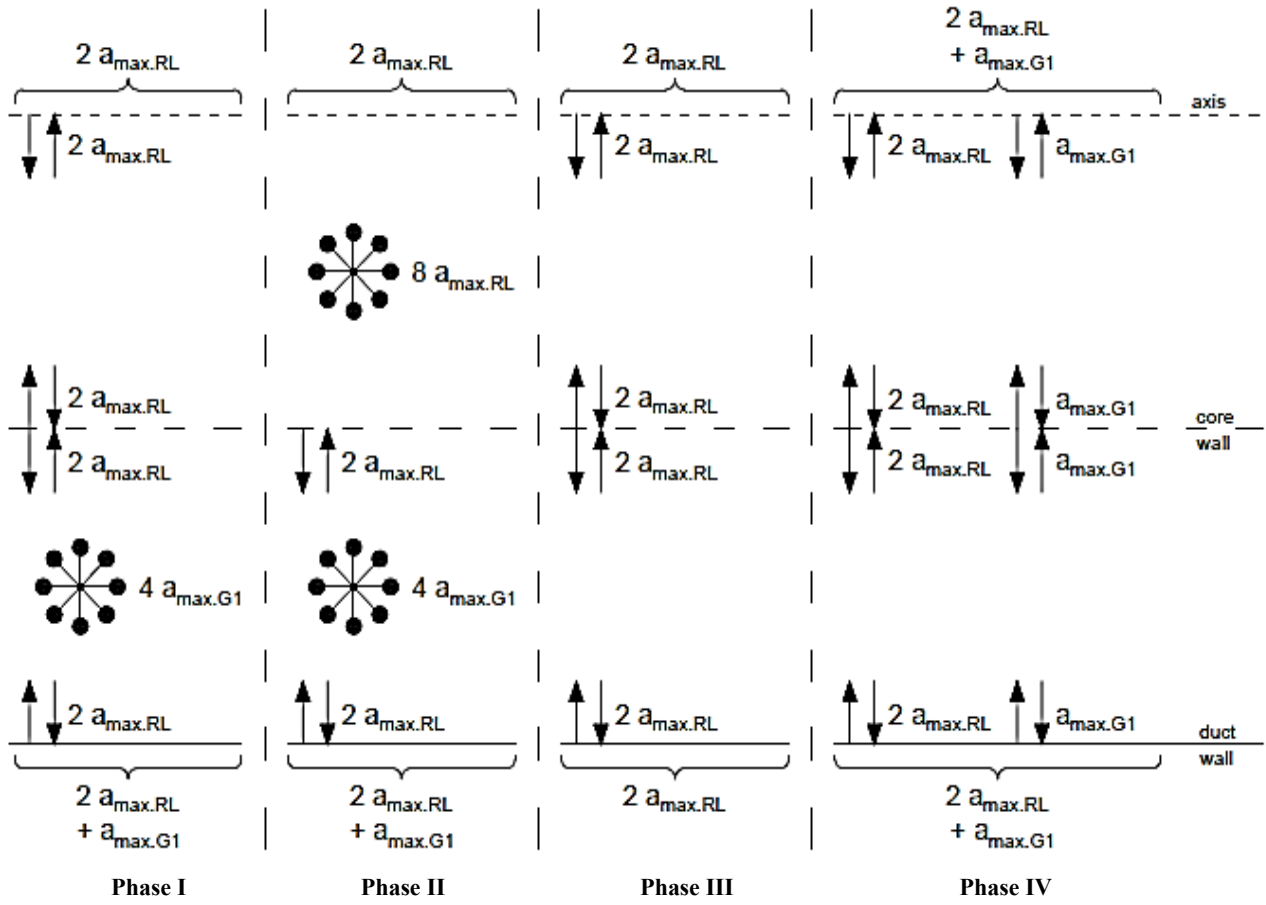 2 a_max.RL
2 a_max.RL
2 a_max.RL
2 a_max.RL
+ a_max.G1
axis
2 a_max.RL
2 a_max.RL
2 a_max.RL
a_max.G1
8 a_max.RL
2 a_max.RL
2 a_max.RL
2 a_max.RL
a_max.G1
core
wall
2 a_max.RL
2 a_max.RL
2 a_max.RL
2 a_max.RL
a_max.G1
4 a_max.G1
4 a_max.G1
2 a_max.RL
2 a_max.RL
2 a_max.RL
2 a_max.RL
a_max.G1
duct
wall
2 a_max.RL
+ a_max.G1
2 a_max.RL
+ a_max.G1
2 a_max.RL
2 a_max.RL
+ a_max.G1
Phase I
Phase II
Phase III
Phase IV